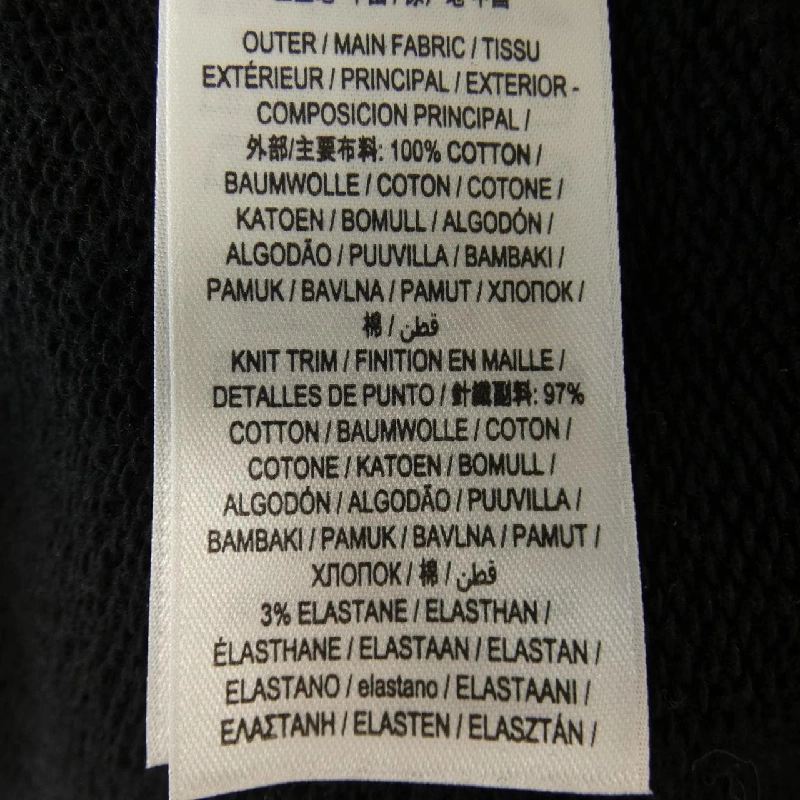 OUTER / MAIN FABRIC / TISSU
EXTÉRIEUR / PRINCIPAL / EXTERIOR -
COMPOSICION PRINCIPAL /
外部/主要布料: 100% COTTON /
BAUMWOLLE / COTON / COTONE /
KATOEN / BOMULL / ALGODÓN /
ALGODÃO / PUUVILLA / BAMBAKI /
PAMUK / BAVLNA / PAMUT / ХЛОПОК /
棉 / قطن
KNIT TRIM / FINITION EN MAILLE /
DETALLES DE PUNTO / 針織副料: 97%
COTTON / BAUMWOLLE / COTON /
COTONE / KATOEN / BOMULL /
ALGODÓN / ALGODÃO / PUUVILLA /
BAMBAKI / PAMUK / BAVLNA / PAMUT /
ХЛОПОК / 棉 / قطن
3% ELASTANE / ELASTHAN /
ÉLASTHANE / ELASTAAN / ELASTAN /
ELASTANO / elastano / ELASTAANI /
ΕΛΑΣΤΑΝΗ / ELASTEN / ELASZTÁN /